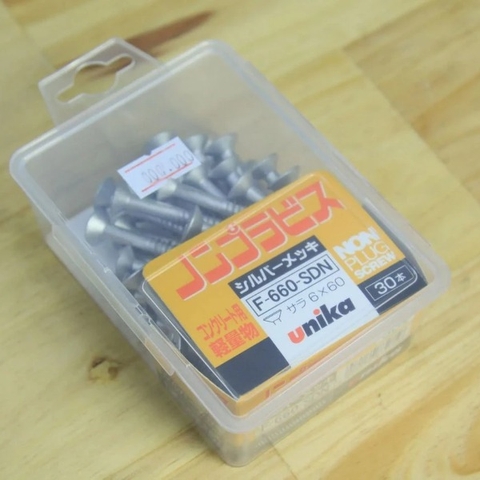 ノンプラビス
シルバーメッキ
F-660-SDN
サラ6×60
unika
コンクリート用
軽量物
NON
PLUG
SCREW
30本